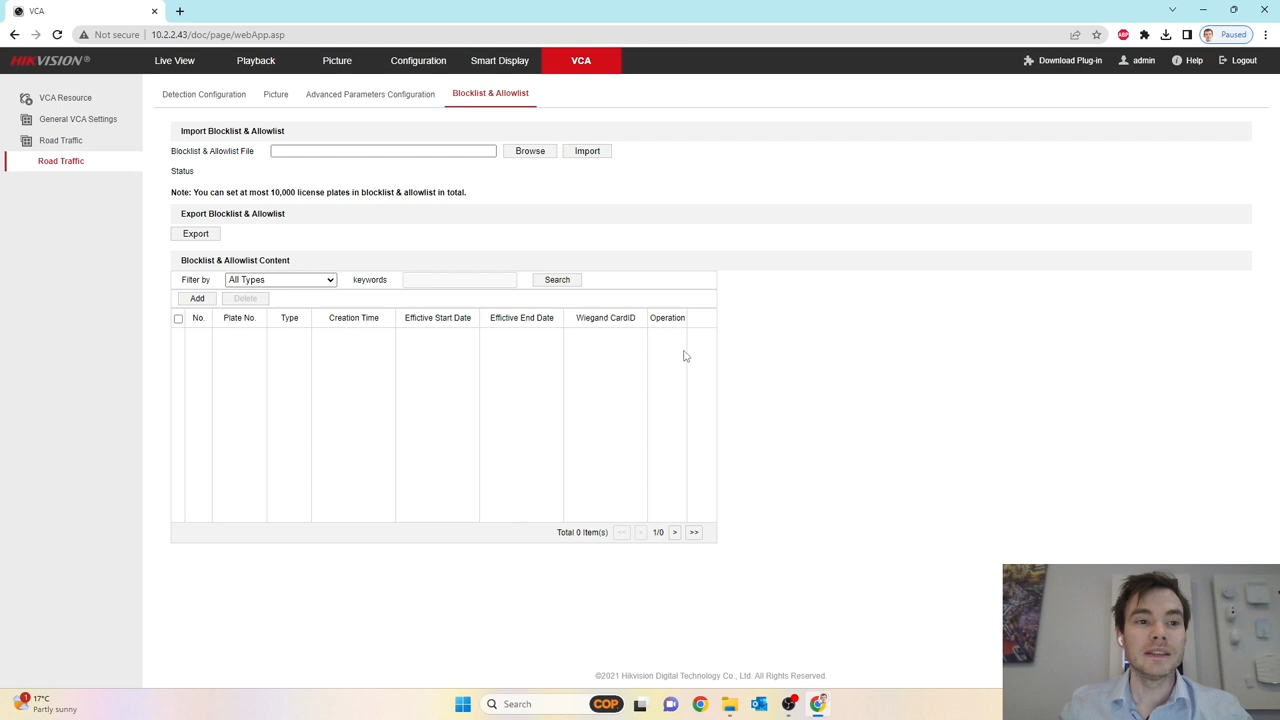 VCA
Not secure | 10.2.2.43/doc/page/webApp.asp
ABP
Paused
HIKVISION®
Live View
Playback
Picture
Configuration
Smart Display
VCA
Download Plug-in
admin
Help
Logout
VCA Resource
General VCA Settings
Road Traffic
Road Traffic
Detection Configuration
Picture
Advanced Parameters Configuration
Blocklist & Allowlist
Import Blocklist & Allowlist
Blocklist & Allowlist File
Browse
Import
Status
Note: You can set at most 10,000 license plates in blocklist & allowlist in total.
Export Blocklist & Allowlist
Export
Blocklist & Allowlist Content
Filter by
All Types
keywords
Search
Add
Delete
No.
Plate No.
Type
Creation Time
Effictive Start Date
Effictive End Date
Wiegand CardID
Operation
Total 0 Item(s) << < 1/0 > >>
©2021 Hikvision Digital Technology Co., Ltd. All Rights Reserved.
1
17°C
Partly sunny
Search
COP